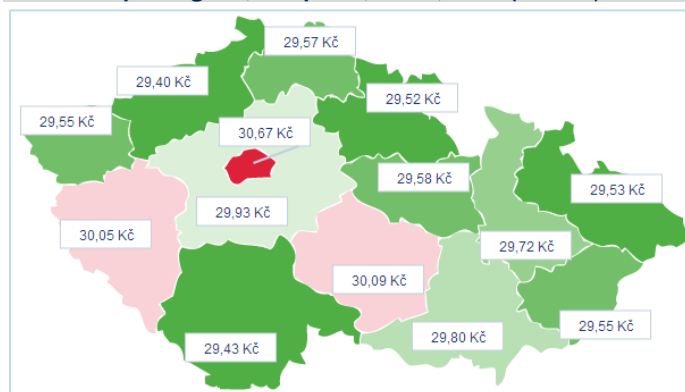 29,57 Kč
29,40 Kč
29,52 Kč
29,55 Kč
30,67 Kč
29,58 Kč
29,53 Kč
29,93 Kč
30,05 Kč
29,72 Kč
30,09 Kč
29,55 Kč
29,80 Kč
29,43 Kč